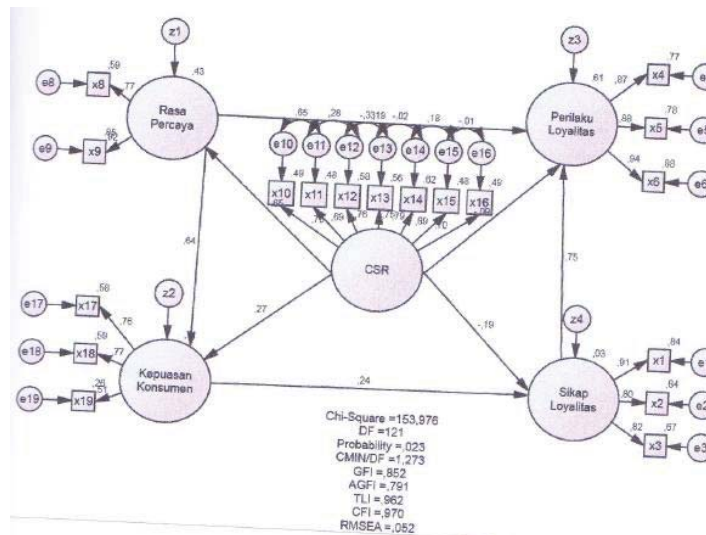 z1
z3
,59
,43
,77
e8
x8
,77
,61
,87
x4
Rasa
Percaya
,65
,28
-,3319
-,02
,18
-,01
Perilaku
Loyalitas
,88
,78
x5
e9
x9
e10
e11
e12
e13
e14
e15
e16
,94
,88
x6
,49
,48
,58
,56
,62
,48
,49
x10
x11
x12
x13
x14
x15
x16
,69
,76
,69
CSR
,64
,75
,58
e17
x17
z2
,27
-,19
z4
,76
,59
,03
,84
e18
x18
,77
,91
x1
Kepuasan
Konsumen
,24
Sikap
Loyalitas
,80
,64
x2
e19
x19
,82
,67
x3
Chi-Square =153,976
DF =121
Probability =,023
CMIN/DF =1,273
GFI =,852
AGFI =,791
TLI =,962
CFI =,970
RMSEA =,052